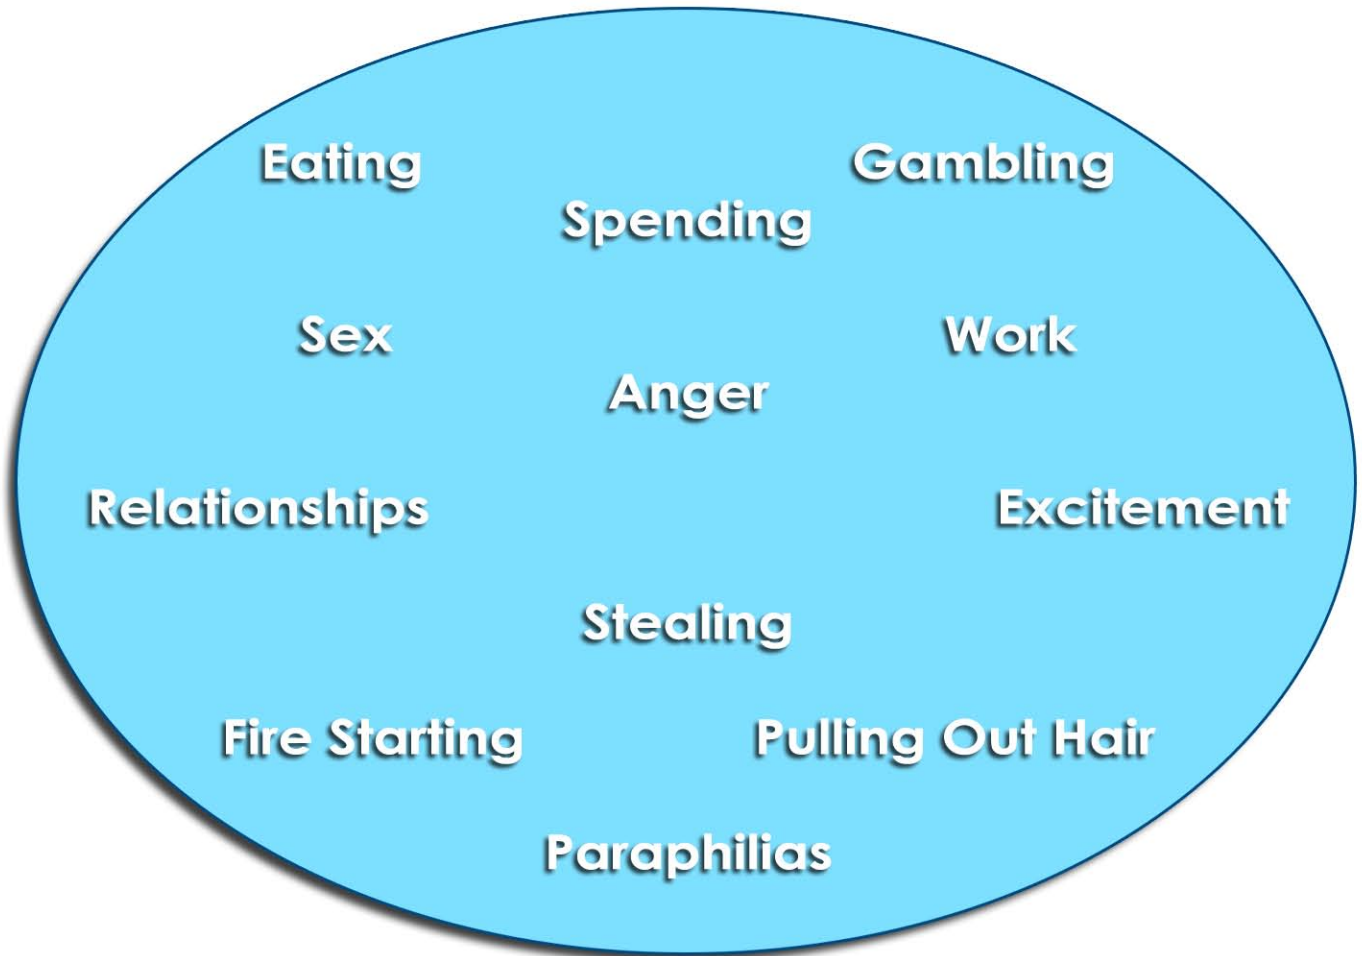 Eating
Gambling
Spending
Sex
Work
Anger
Relationships
Excitement
Stealing
Fire Starting
Pulling Out Hair
Paraphilias